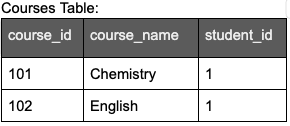 Courses Table:
course_id course_name student_id
101 Chemistry 1
102 English 1